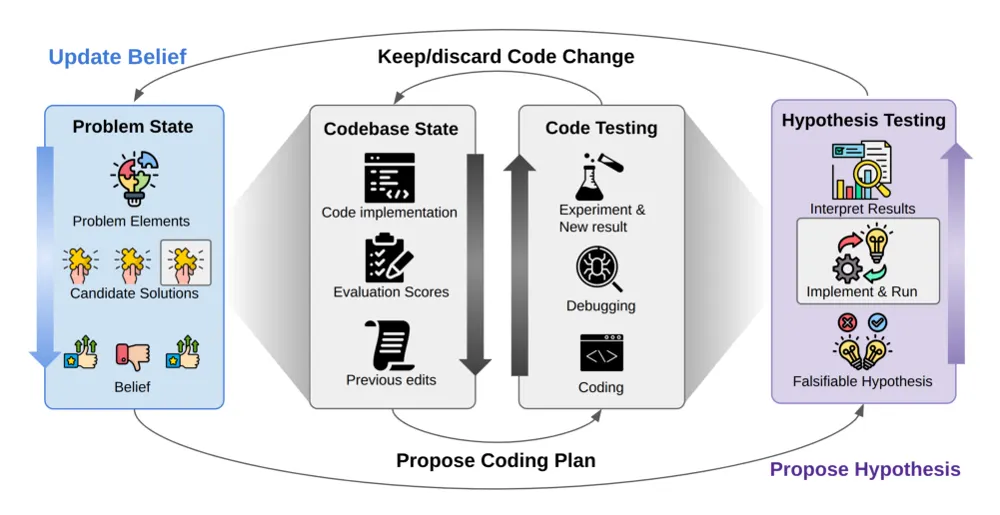 Update Belief
Keep/discard Code Change
Problem State
Problem Elements
Candidate Solutions
Belief
Codebase State
Code implementation
Evaluation Scores
Previous edits
Code Testing
Experiment &
New result
Debugging
Coding
Hypothesis Testing
Interpret Results
Implement & Run
Falsifiable Hypothesis
Propose Coding Plan
Propose Hypothesis